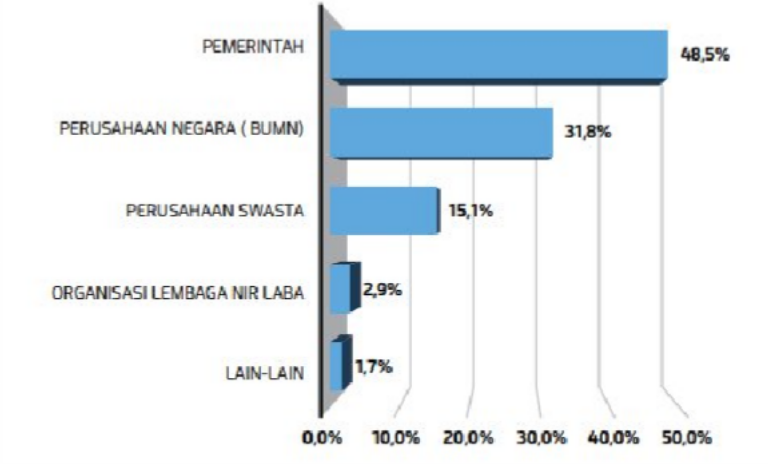 PEMERINTAH
48,5%
PERUSAHAAN NEGARA ( BUMN)
31,8%
PERUSAHAAN SWASTA
15,1%
ORGANISASI LEMBAGA NIR LABA
2,9%
LAIN-LAIN
1,7%
0,0% 10,0% 20,0% 30,0% 40,0% 50,0%